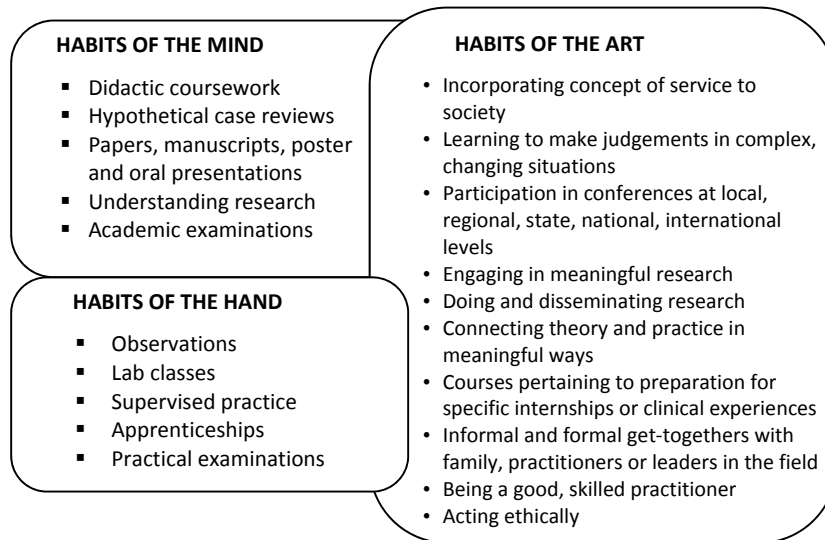 HABITS OF THE MIND
▪ Didactic coursework
▪ Hypothetical case reviews
▪ Papers, manuscripts, poster
and oral presentations
▪ Understanding research
▪ Academic examinations
HABITS OF THE HAND
▪ Observations
▪ Lab classes
▪ Supervised practice
▪ Apprenticeships
▪ Practical examinations
HABITS OF THE ART
• Incorporating concept of service to
society
• Learning to make judgements in complex,
changing situations
• Participation in conferences at local,
regional, state, national, international
levels
• Engaging in meaningful research
• Doing and disseminating research
• Connecting theory and practice in
meaningful ways
• Courses pertaining to preparation for
specific internships or clinical experiences
• Informal and formal get-togethers with
family, practitioners or leaders in the field
• Being a good, skilled practitioner
• Acting ethically